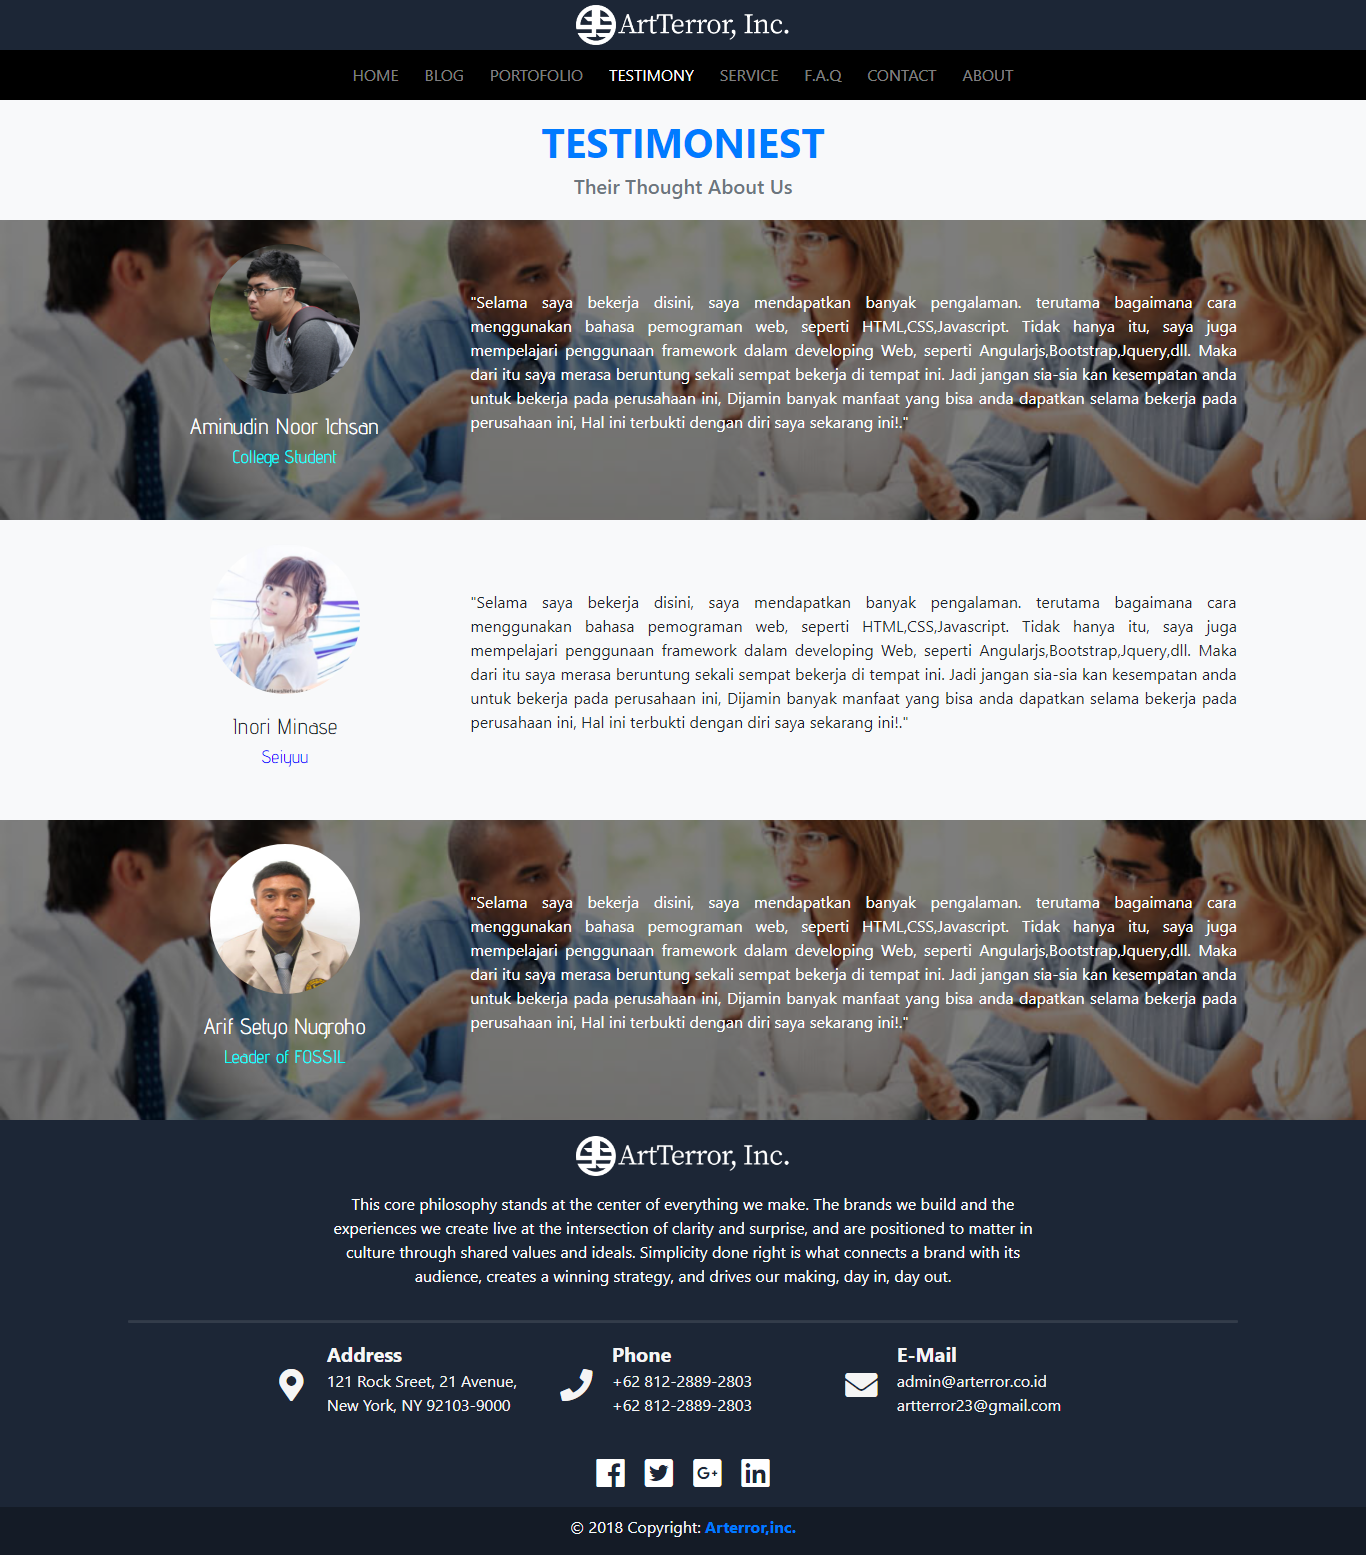 ArtTerror, Inc.
HOME BLOG PORTOFOLIO TESTIMONY SERVICE F.A.Q CONTACT ABOUT
TESTIMONIEST
Their Thought About Us
Aminudin Noor Ichsan
College Student
"Selama saya bekerja disini, saya mendapatkan banyak pengalaman. terutama bagaimana cara
menggunakan bahasa pemograman web, seperti HTML,CSS,Javascript. Tidak hanya itu, saya juga
mempelajari penggunaan framework dalam developing Web, seperti Angularjs,Bootstrap,Jquery,dll. Maka
dari itu saya merasa beruntung sekali sempat bekerja di tempat ini. Jadi jangan sia-sia kan kesempatan anda
untuk bekerja pada perusahaan ini, Dijamin banyak manfaat yang bisa anda dapatkan selama bekerja pada
perusahaan ini, Hal ini terbukti dengan diri saya sekarang ini!."
Inori Minase
Seiyuu
"Selama saya bekerja disini, saya mendapatkan banyak pengalaman. terutama bagaimana cara
menggunakan bahasa pemograman web, seperti HTML,CSS,Javascript. Tidak hanya itu, saya juga
mempelajari penggunaan framework dalam developing Web, seperti Angularjs,Bootstrap,Jquery,dll. Maka
dari itu saya merasa beruntung sekali sempat bekerja di tempat ini. Jadi jangan sia-sia kan kesempatan anda
untuk bekerja pada perusahaan ini, Dijamin banyak manfaat yang bisa anda dapatkan selama bekerja pada
perusahaan ini, Hal ini terbukti dengan diri saya sekarang ini!."
Arif Setyo Nugroho
Leader of FOSSIL
"Selama saya bekerja disini, saya mendapatkan banyak pengalaman. terutama bagaimana cara
menggunakan bahasa pemograman web, seperti HTML,CSS,Javascript. Tidak hanya itu, saya juga
mempelajari penggunaan framework dalam developing Web, seperti Angularjs,Bootstrap,Jquery,dll. Maka
dari itu saya merasa beruntung sekali sempat bekerja di tempat ini. Jadi jangan sia-sia kan kesempatan anda
untuk bekerja pada perusahaan ini, Dijamin banyak manfaat yang bisa anda dapatkan selama bekerja pada
perusahaan ini, Hal ini terbukti dengan diri saya sekarang ini!."
ArtTerror, Inc.
This core philosophy stands at the center of everything we make. The brands we build and the
experiences we create live at the intersection of clarity and surprise, and are positioned to matter in
culture through shared values and ideals. Simplicity done right is what connects a brand with its
audience, creates a winning strategy, and drives our making, day in, day out.
Address
121 Rock Sreet, 21 Avenue,
New York, NY 92103-9000
Phone
+62 812-2889-2803
+62 812-2889-2803
E-Mail
admin@arterror.co.id
artterror23@gmail.com
© 2018 Copyright: Arterror,inc.